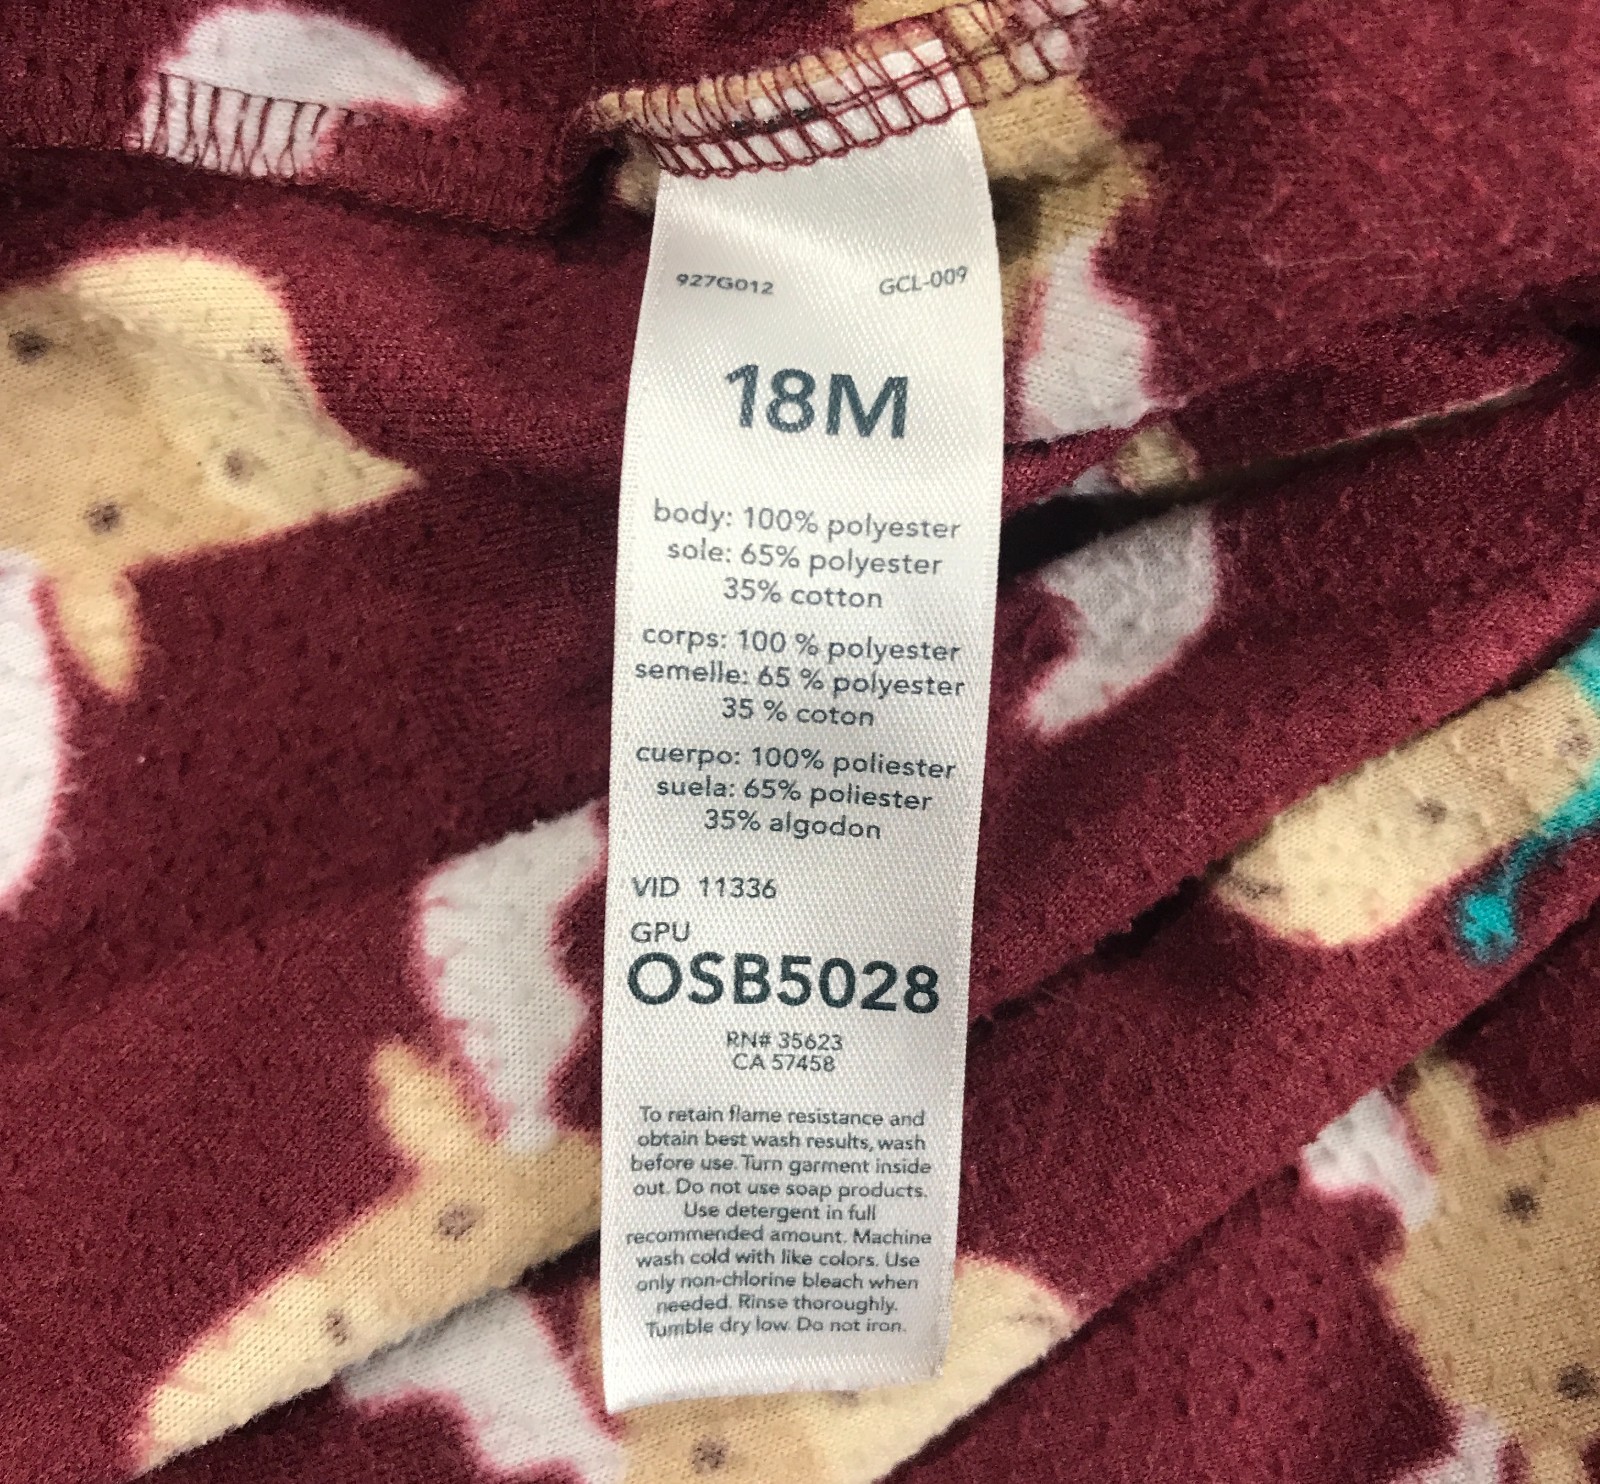 927G012 GCL-009
18M
body: 100% polyester
sole: 65% polyester
35% cotton
corps: 100 % polyester
semelle: 65 % polyester
35 % coton
cuerpo: 100% poliester
suela: 65% poliester
35% algodon
VID 11336
GPU
OSB5028
RN# 35623
CA 57458
To retain flame resistance and
obtain best wash results, wash
before use. Turn garment inside
out. Do not use soap products.
Use detergent in full
recommended amount. Machine
wash cold with like colors. Use
only non-chlorine bleach when
needed. Rinse thoroughly.
Tumble dry low. Do not iron.